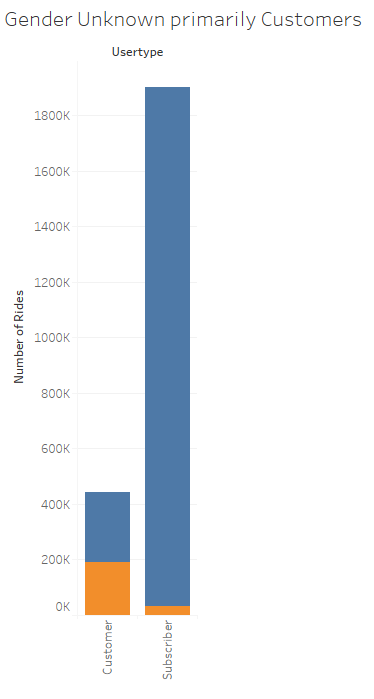 Gender Unknown primarily Customers
Usertype
1800K
1600K
1400K
1200K
1000K
800K
600K
400K
200K
0K
Number of Rides
Customer
Subscriber